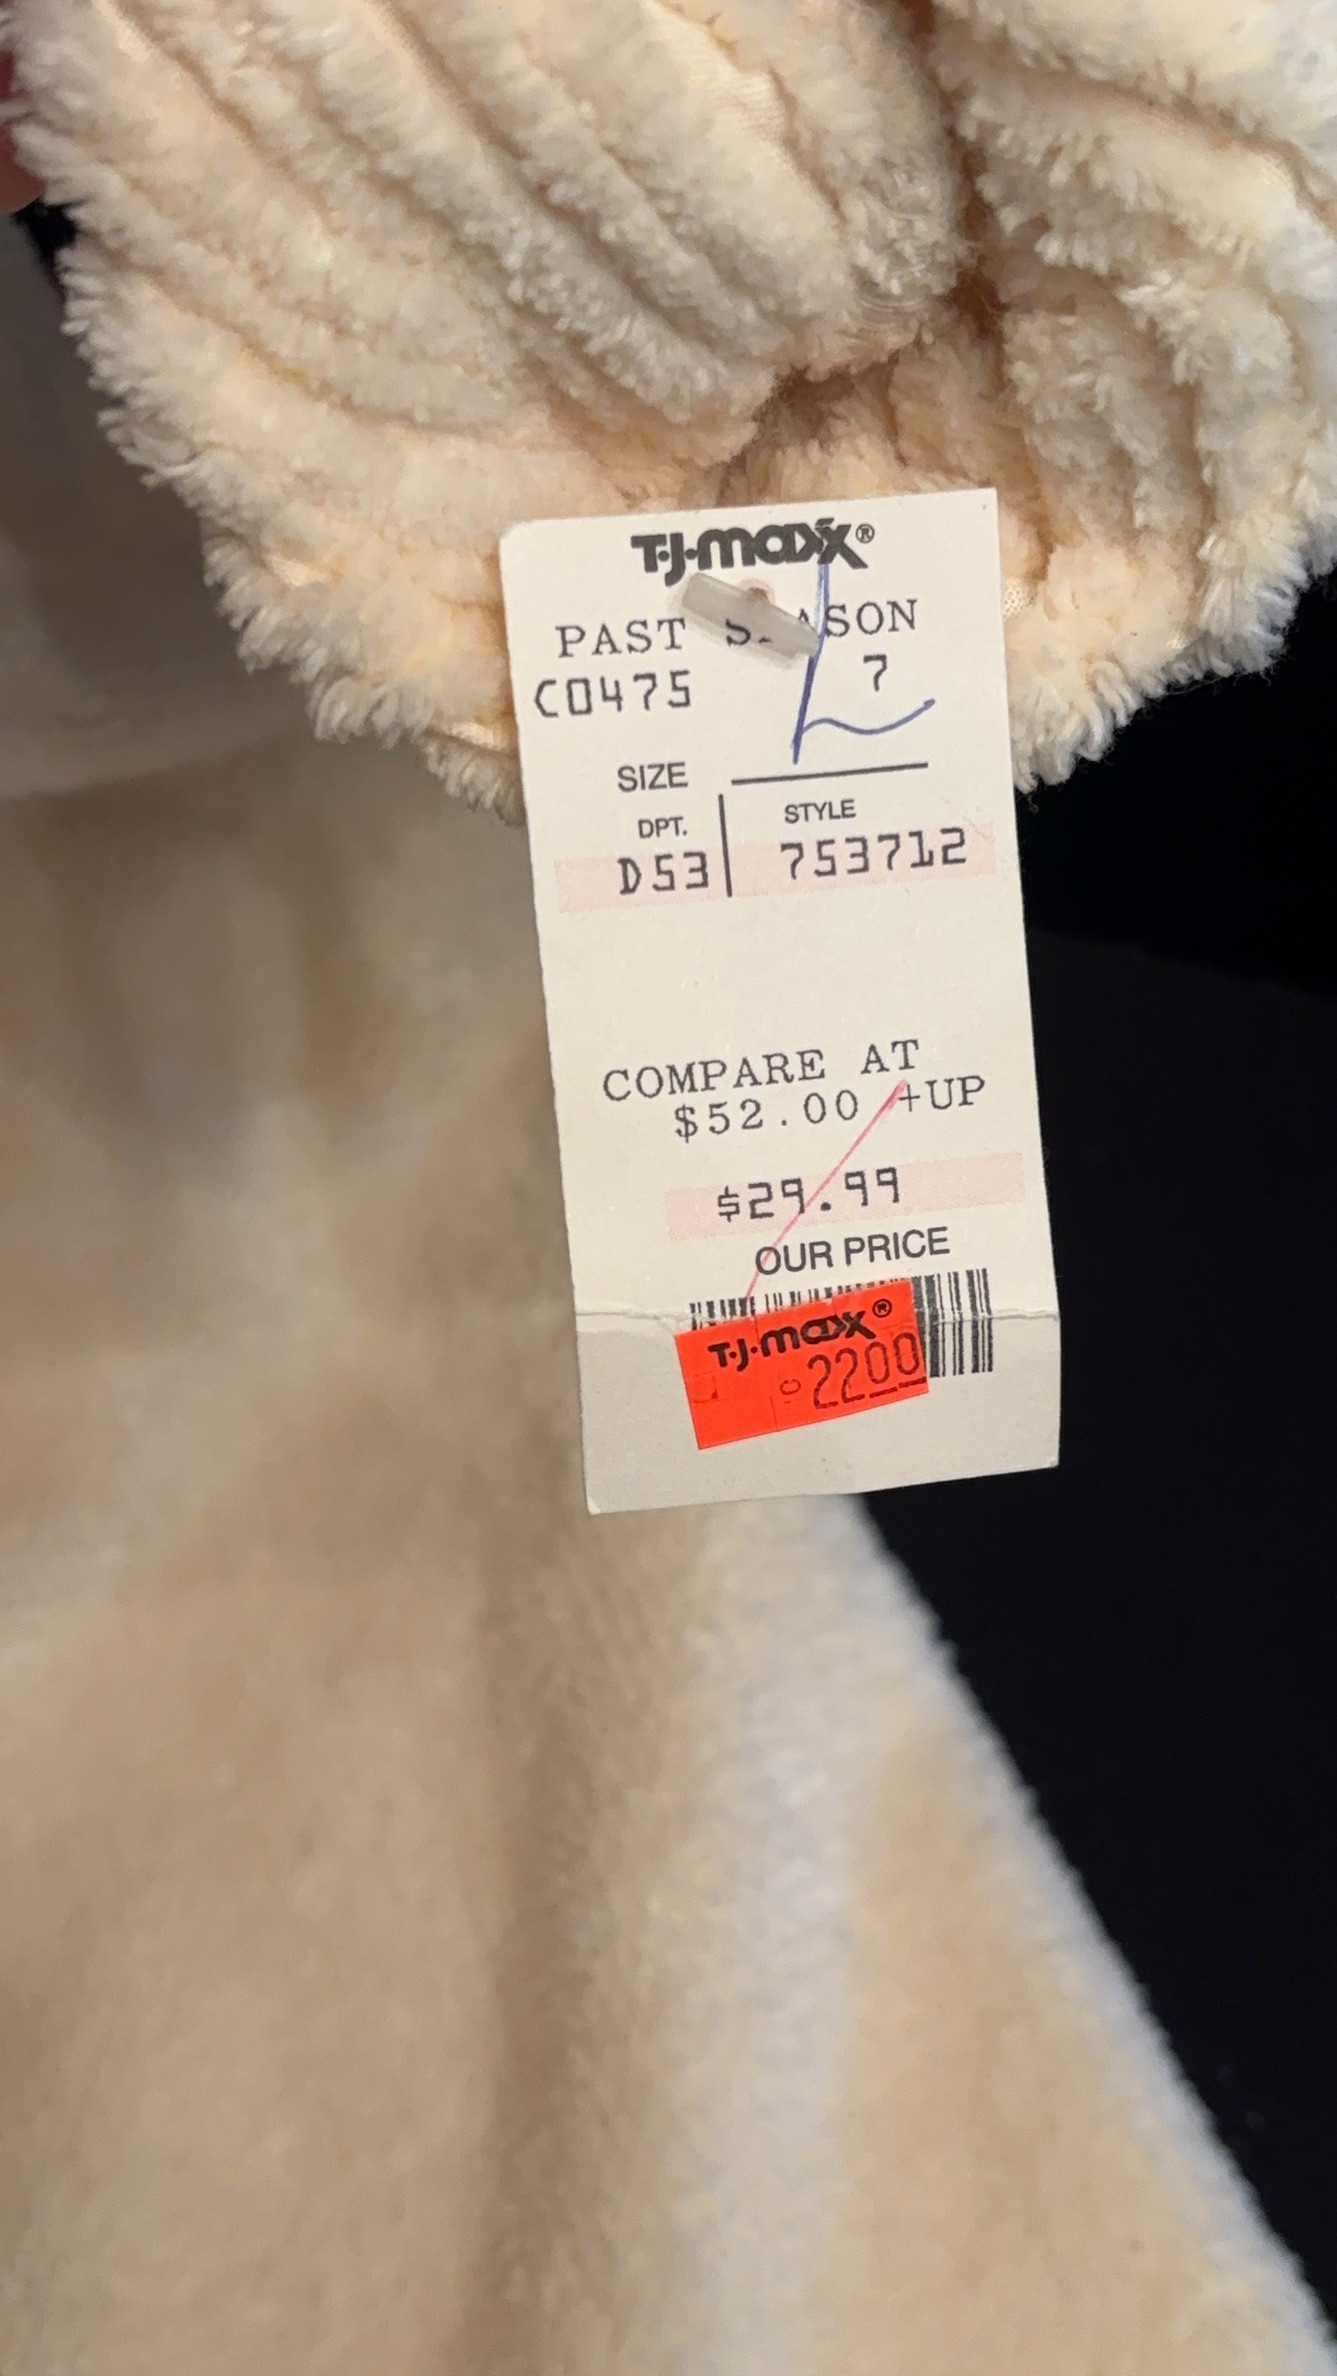 T·J·maxx®
PAST SEASON
C0475 7
L
SIZE
DPT. STYLE
D53 753712
COMPARE AT
$52.00 +UP
$29.99
OUR PRICE
T·J·maxx®
2200